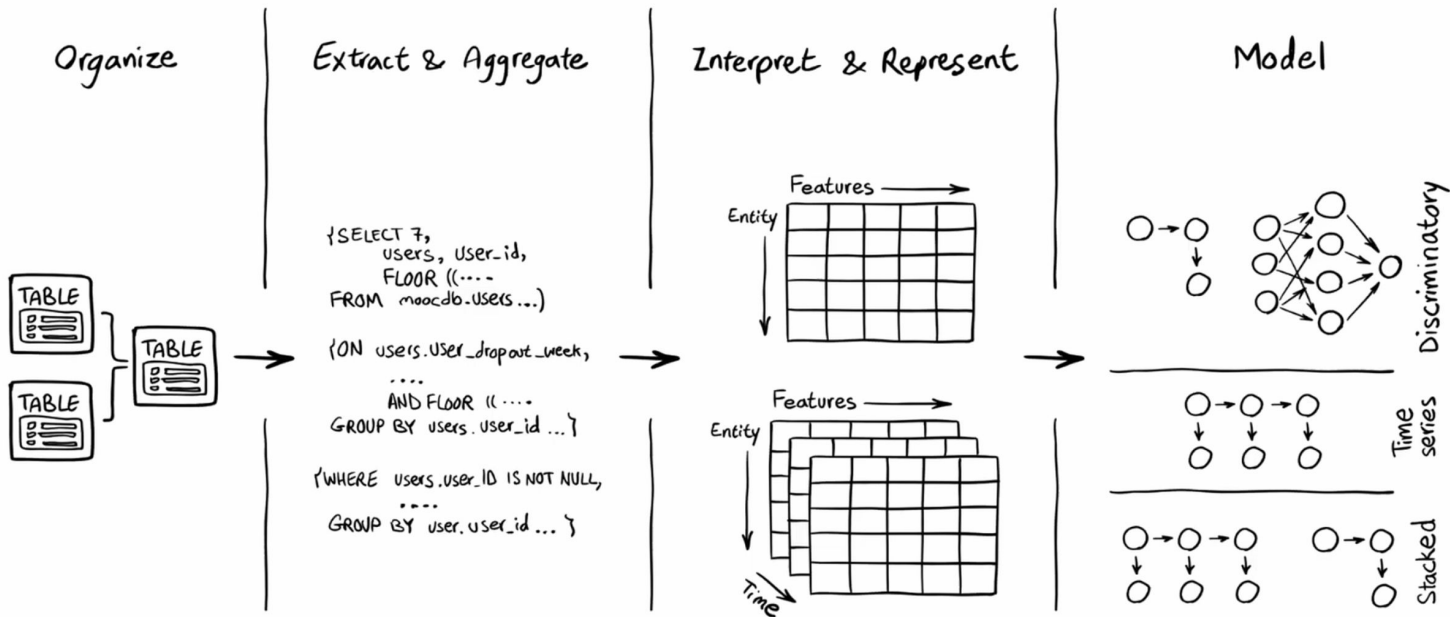 Organize
Extract & Aggregate
Interpret & Represent
Model
TABLE
TABLE
TABLE
{SELECT 7,
users, user_id,
FLOOR ((....
FROM moocdb.users...)
{ON users.user_dropout_week,
....
AND FLOOR ((....
GROUP BY users.user_id ...}
{WHERE users.user_ID IS NOT NULL,
....
GROUP BY user.user_id ... }
Features
Entity
Features
Entity
Time
Discriminatory
Time
series
Stacked